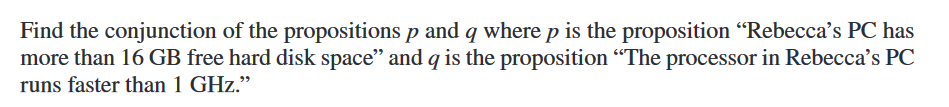 Find the conjunction of the propositions p and q where p is the proposition “Rebecca’s PC has
more than 16 GB free hard disk space” and q is the proposition “The processor in Rebecca’s PC
runs faster than 1 GHz.”